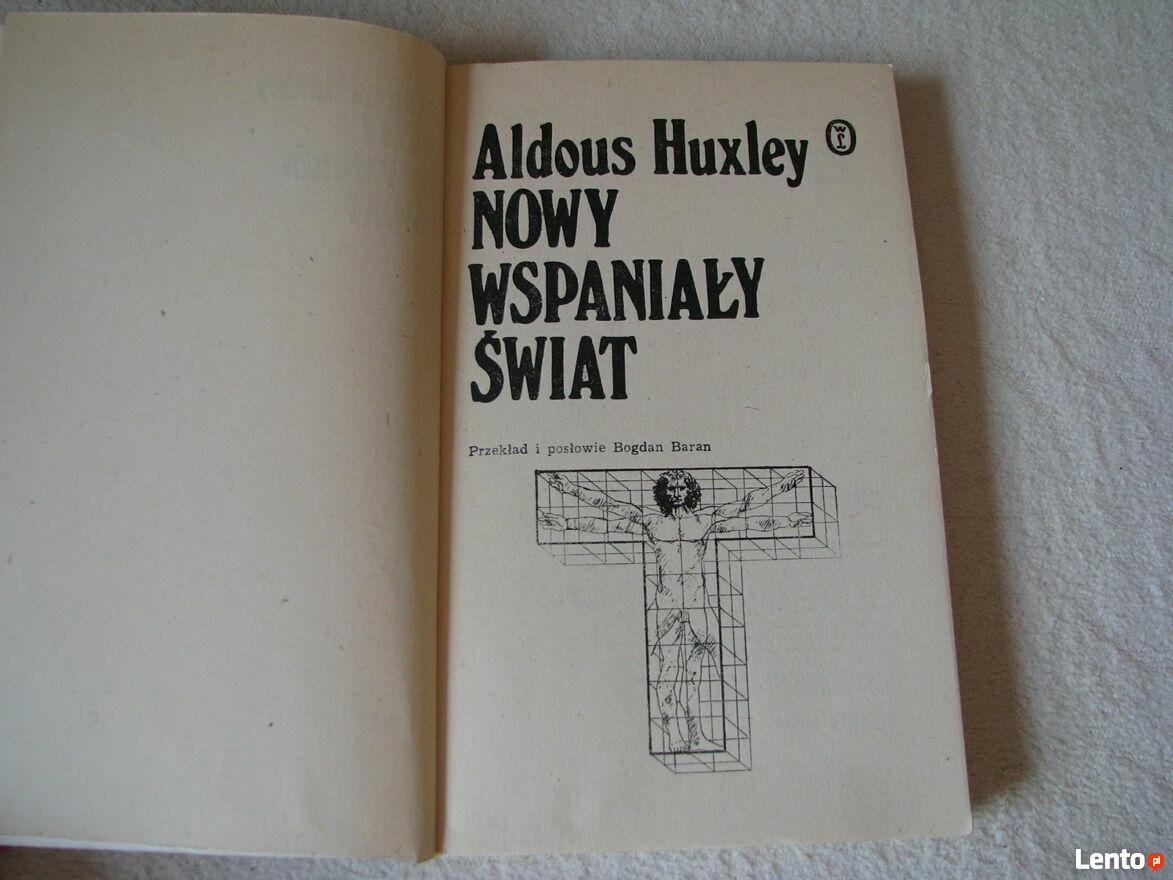 Aldous Huxley
NOWY
WSPANIAŁY
ŚWIAT
Przekład i posłowie Bogdan Baran
Lento pl